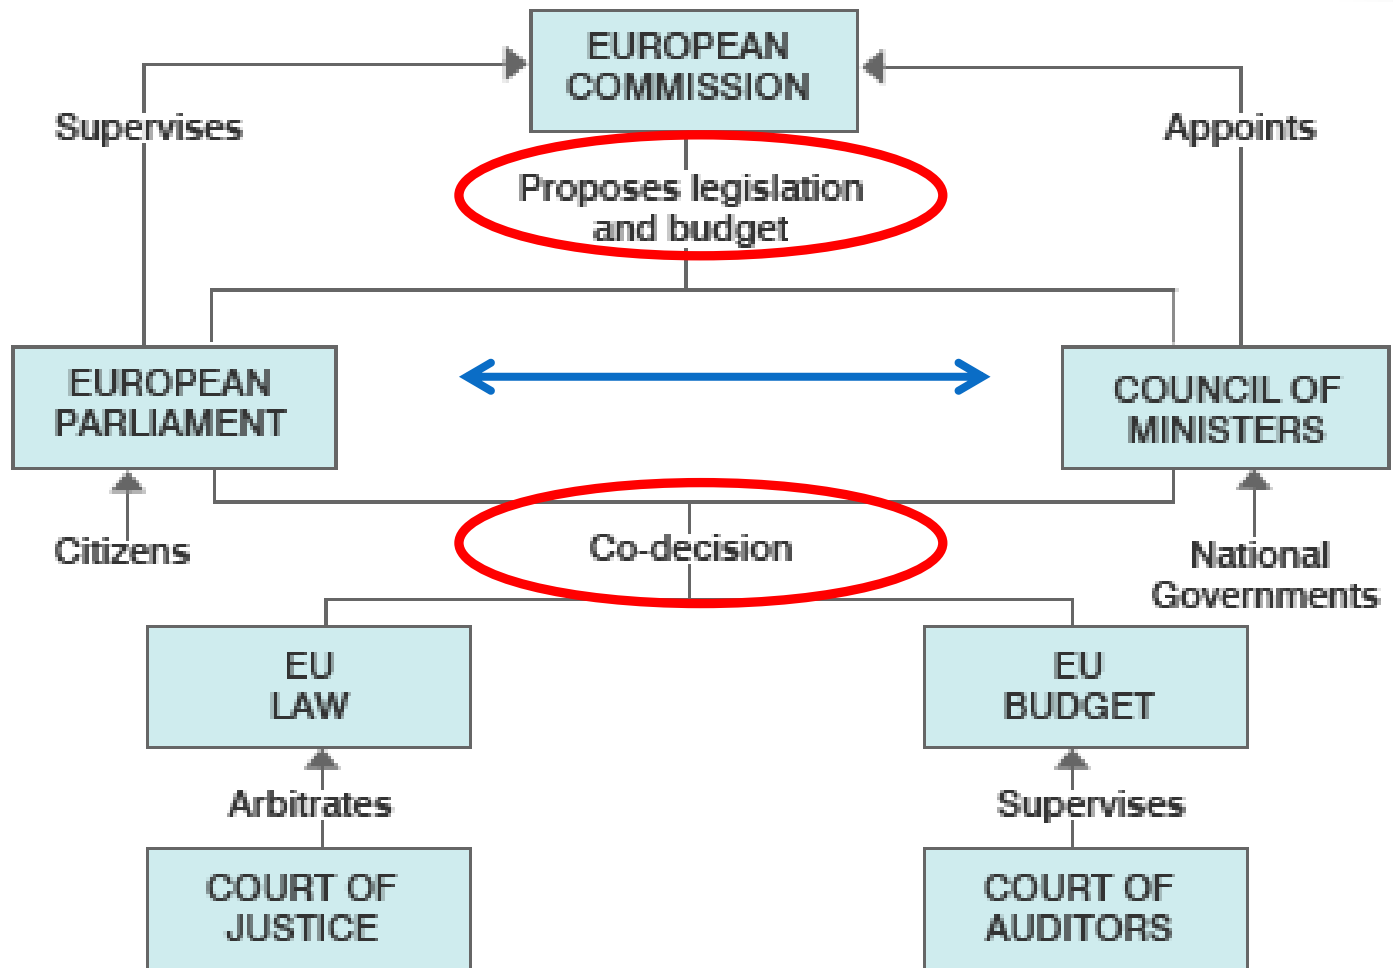 EUROPEAN
COMMISSION
Supervises
Appoints
Proposes legislation
and budget
EUROPEAN
PARLIAMENT
COUNCIL OF
MINISTERS
Citizens
Co-decision
National
Governments
EU
LAW
EU
BUDGET
Arbitrates
Supervises
COURT OF
JUSTICE
COURT OF
AUDITORS